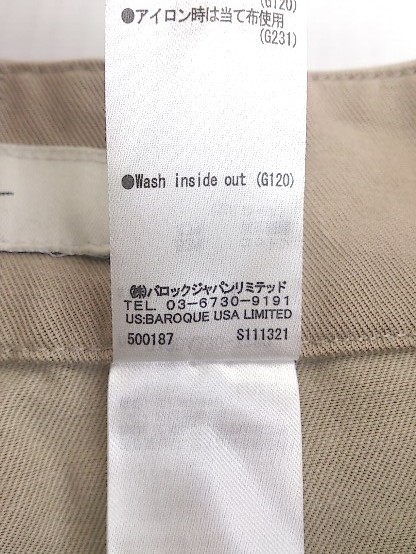 (G120)
●アイロン時は当て布使用
(G231)
●Wash inside out (G120)
㈱バロックジャパンリミテッド
TEL. 03-6730-9191
US:BAROQUE USA LIMITED
500187 S111321